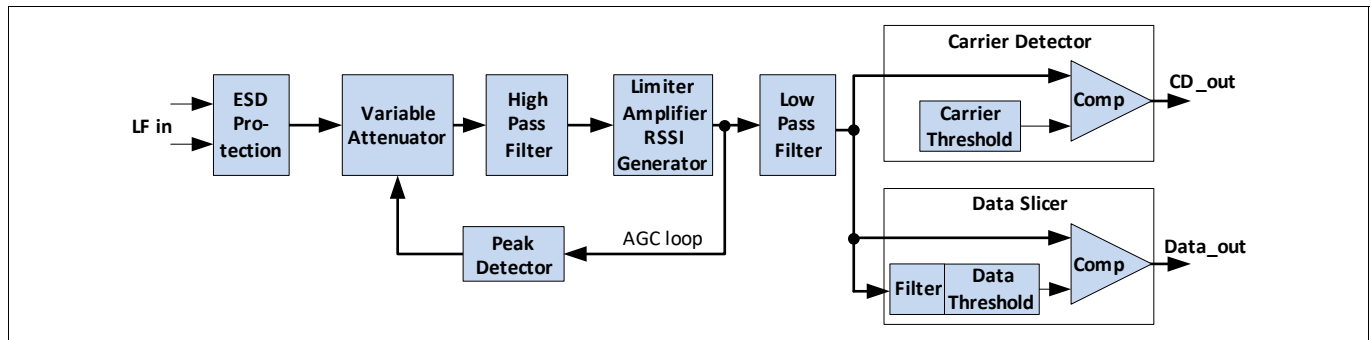 LF in
ESD
Pro-
tection
Variable
Attenuator
High
Pass
Filter
Limiter
Amplifier
RSSI
Generator
Low
Pass
Filter
Peak
Detector
AGC loop
Carrier Detector
Carrier
Threshold
Comp
CD_out
Data Slicer
Filter
Data
Threshold
Comp
Data_out